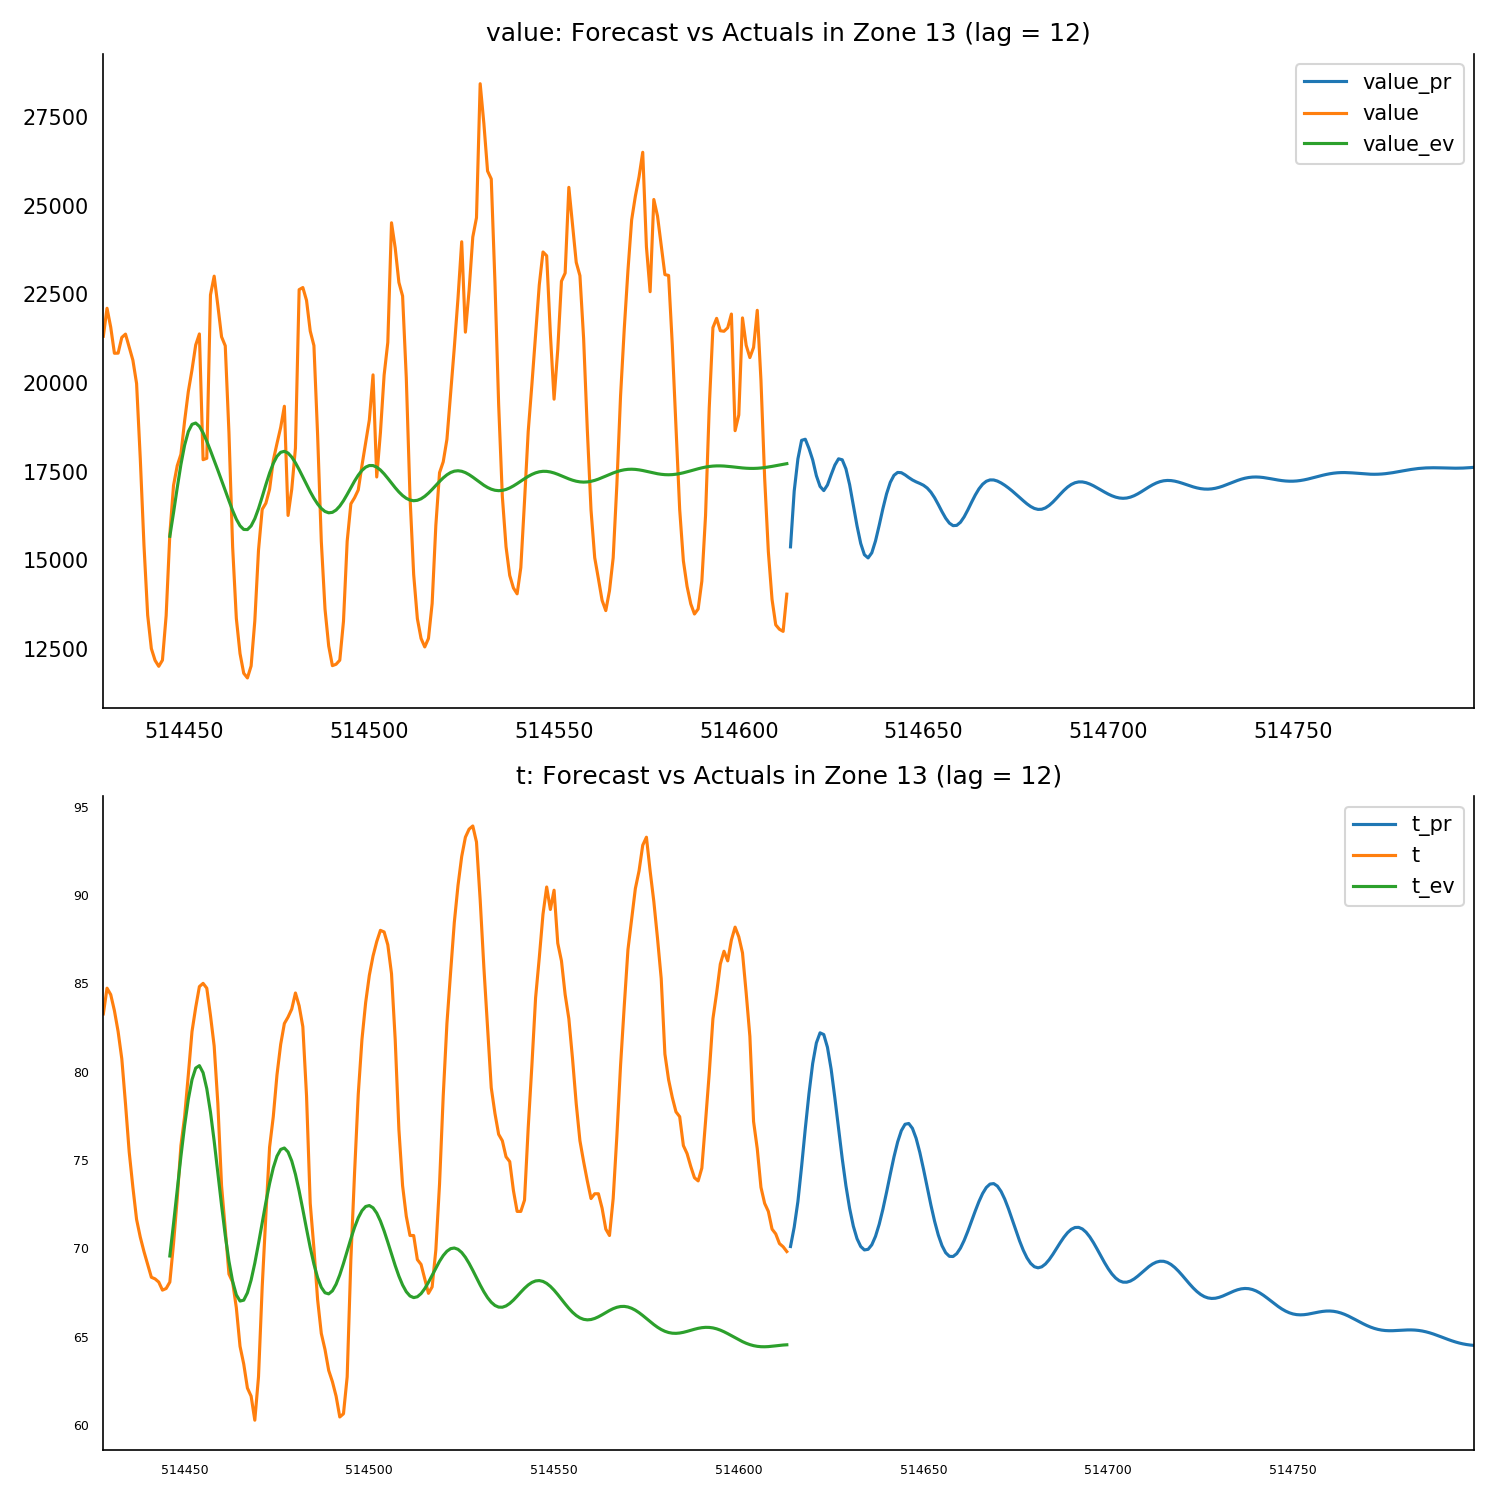 value: Forecast vs Actuals in Zone 13 (lag = 12)
value_pr
value
value_ev
27500
25000
22500
20000
17500
15000
12500
514450 514500 514550 514600 514650 514700 514750
t: Forecast vs Actuals in Zone 13 (lag = 12)
t_pr
t
t_ev
95
90
85
80
75
70
65
60
514450 514500 514550 514600 514650 514700 514750